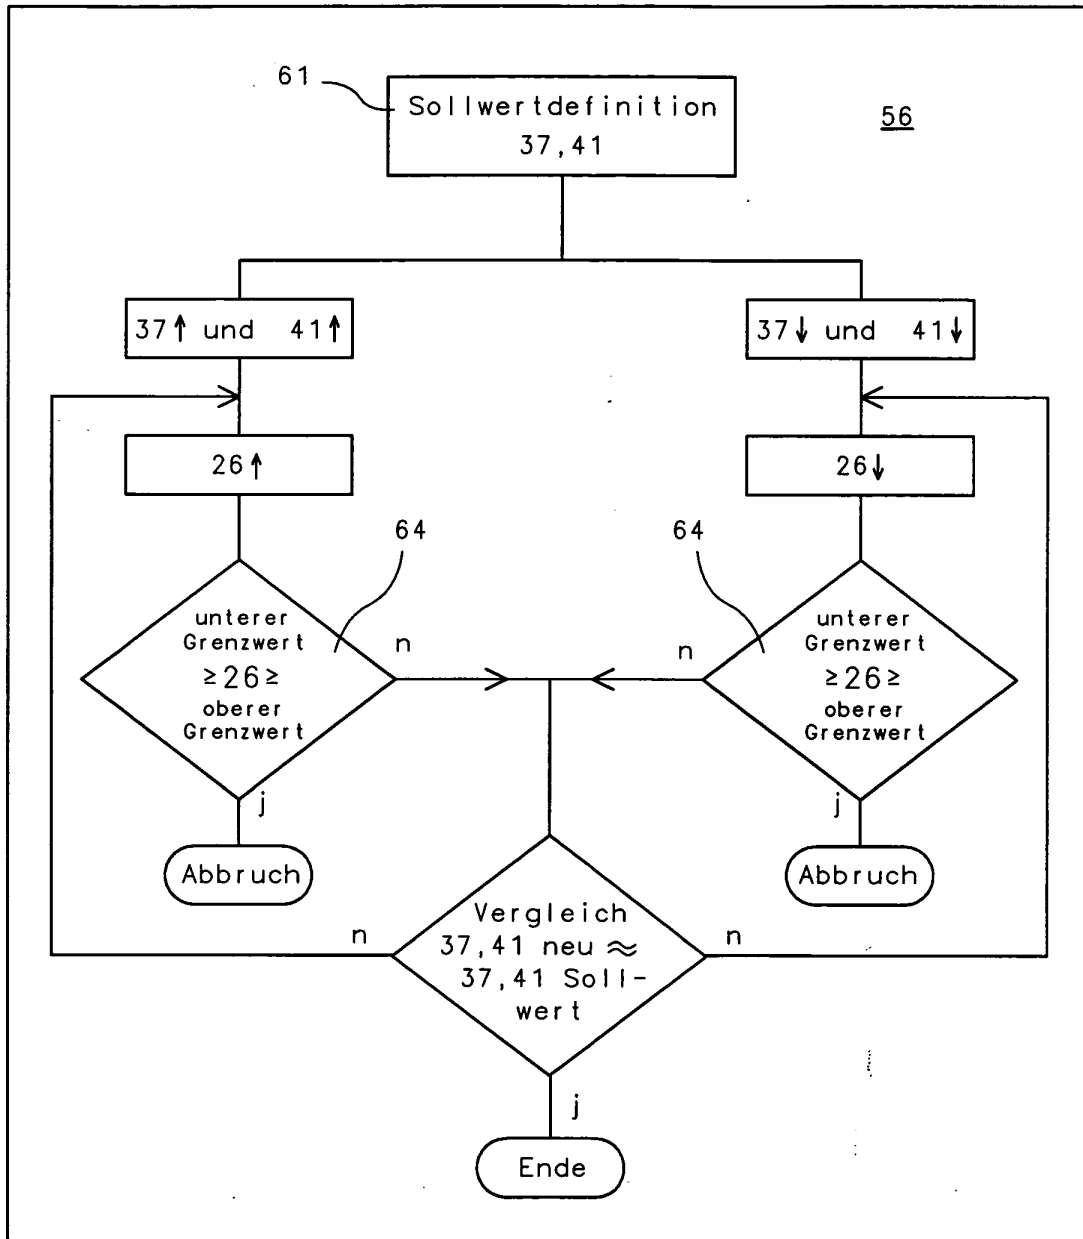 61
Sollwertdefinition
37,41
56
37↑ und 41↑
37↓ und 41↓
26↑
26↓
64
64
unterer
Grenzwert
≥26≥
oberer
Grenzwert
n
n
unterer
Grenzwert
≥26≥
oberer
Grenzwert
j
j
Abbruch
Abbruch
n
Vergleich
37,41 neu ≈
37,41 Soll-
wert
n
j
Ende